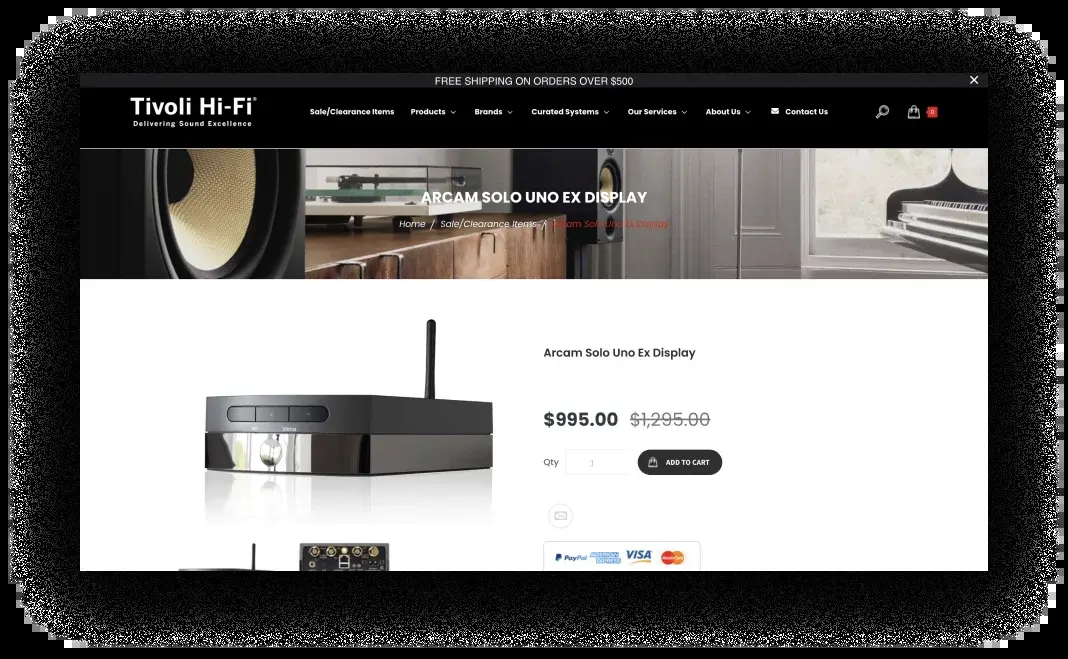 FREE SHIPPING ON ORDERS OVER $500
Tivoli Hi-Fi®
Delivering Sound Excellence
Sale/Clearance Items Products Brands Curated Systems Our Services About Us Contact Us
0
ARCAM SOLO UNO EX DISPLAY
Home / Sale/Clearance Items / Arcam Solo Uno Ex Display
Arcam Solo Uno Ex Display
$995.00 $1,295.00
Qty 1 ADD TO CART
PayPal AMERICAN EXPRESS VISA MasterCard